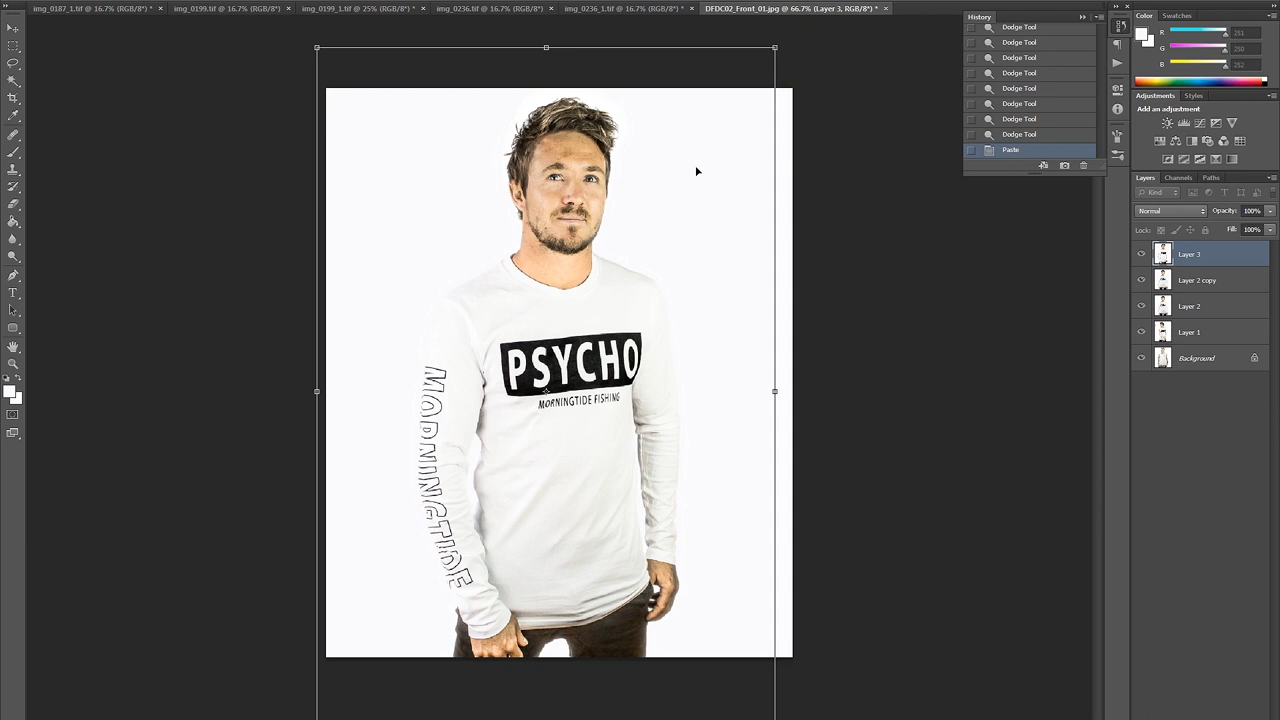 img_0187_1.tif @ 16.7% (RGB/8*) * × img_0199.tif @ 16.7% (RGB/8*) × img_0199_1.tif @ 25% (RGB/8*) * × img_0236.tif @ 16.7% (RGB/8*) × img_0236_1.tif @ 16.7% (RGB/8*) * × DFDC02_Front_01.jpg @ 66.7% (Layer 3, RGB/8*) * ×
History
Dodge Tool
Dodge Tool
Dodge Tool
Dodge Tool
Dodge Tool
Dodge Tool
Dodge Tool
Dodge Tool
Paste
Color Swatches
R 251
G 250
B 252
Adjustments Styles
Add an adjustment
Layers Channels Paths
Kind
Normal Opacity: 100%
Lock: Fill: 100%
Layer 3
Layer 2 copy
Layer 2
Layer 1
Background
PSYCHO
MORNINGTIDE FISHING
MORNINGTIDE